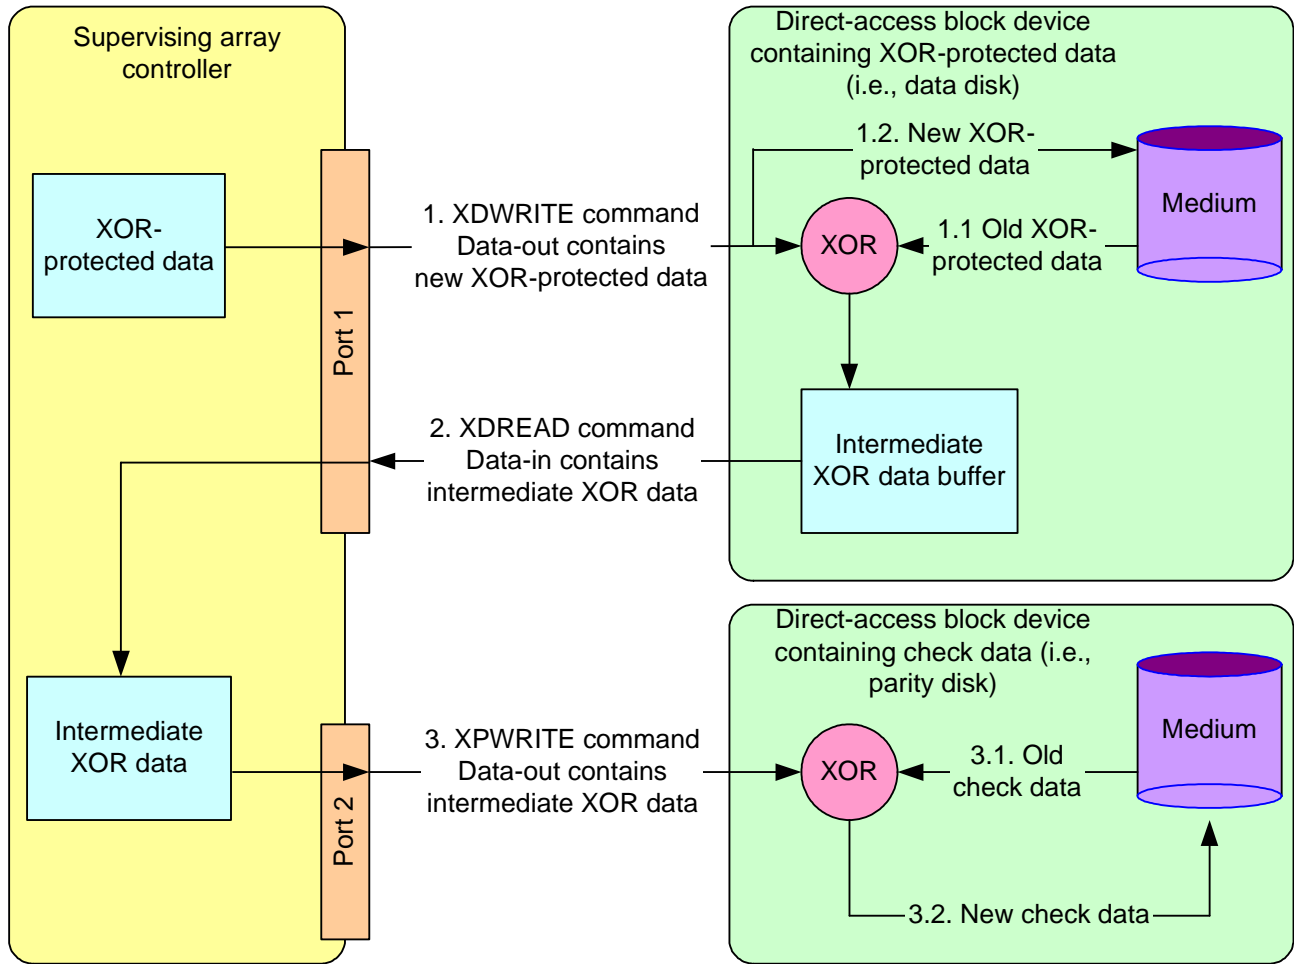 Supervising array
controller
XOR-
protected data
Port 1
1. XDWRITE command
Data-out contains
new XOR-protected data
2. XDREAD command
Data-in contains
intermediate XOR data
Direct-access block device
containing XOR-protected data
(i.e., data disk)
1.2. New XOR-
protected data
XOR
1.1 Old XOR-
protected data
Medium
Intermediate
XOR data buffer
Intermediate
XOR data
Port 2
3. XPWRITE command
Data-out contains
intermediate XOR data
Direct-access block device
containing check data (i.e.,
parity disk)
XOR
3.1. Old
check data
Medium
3.2. New check data